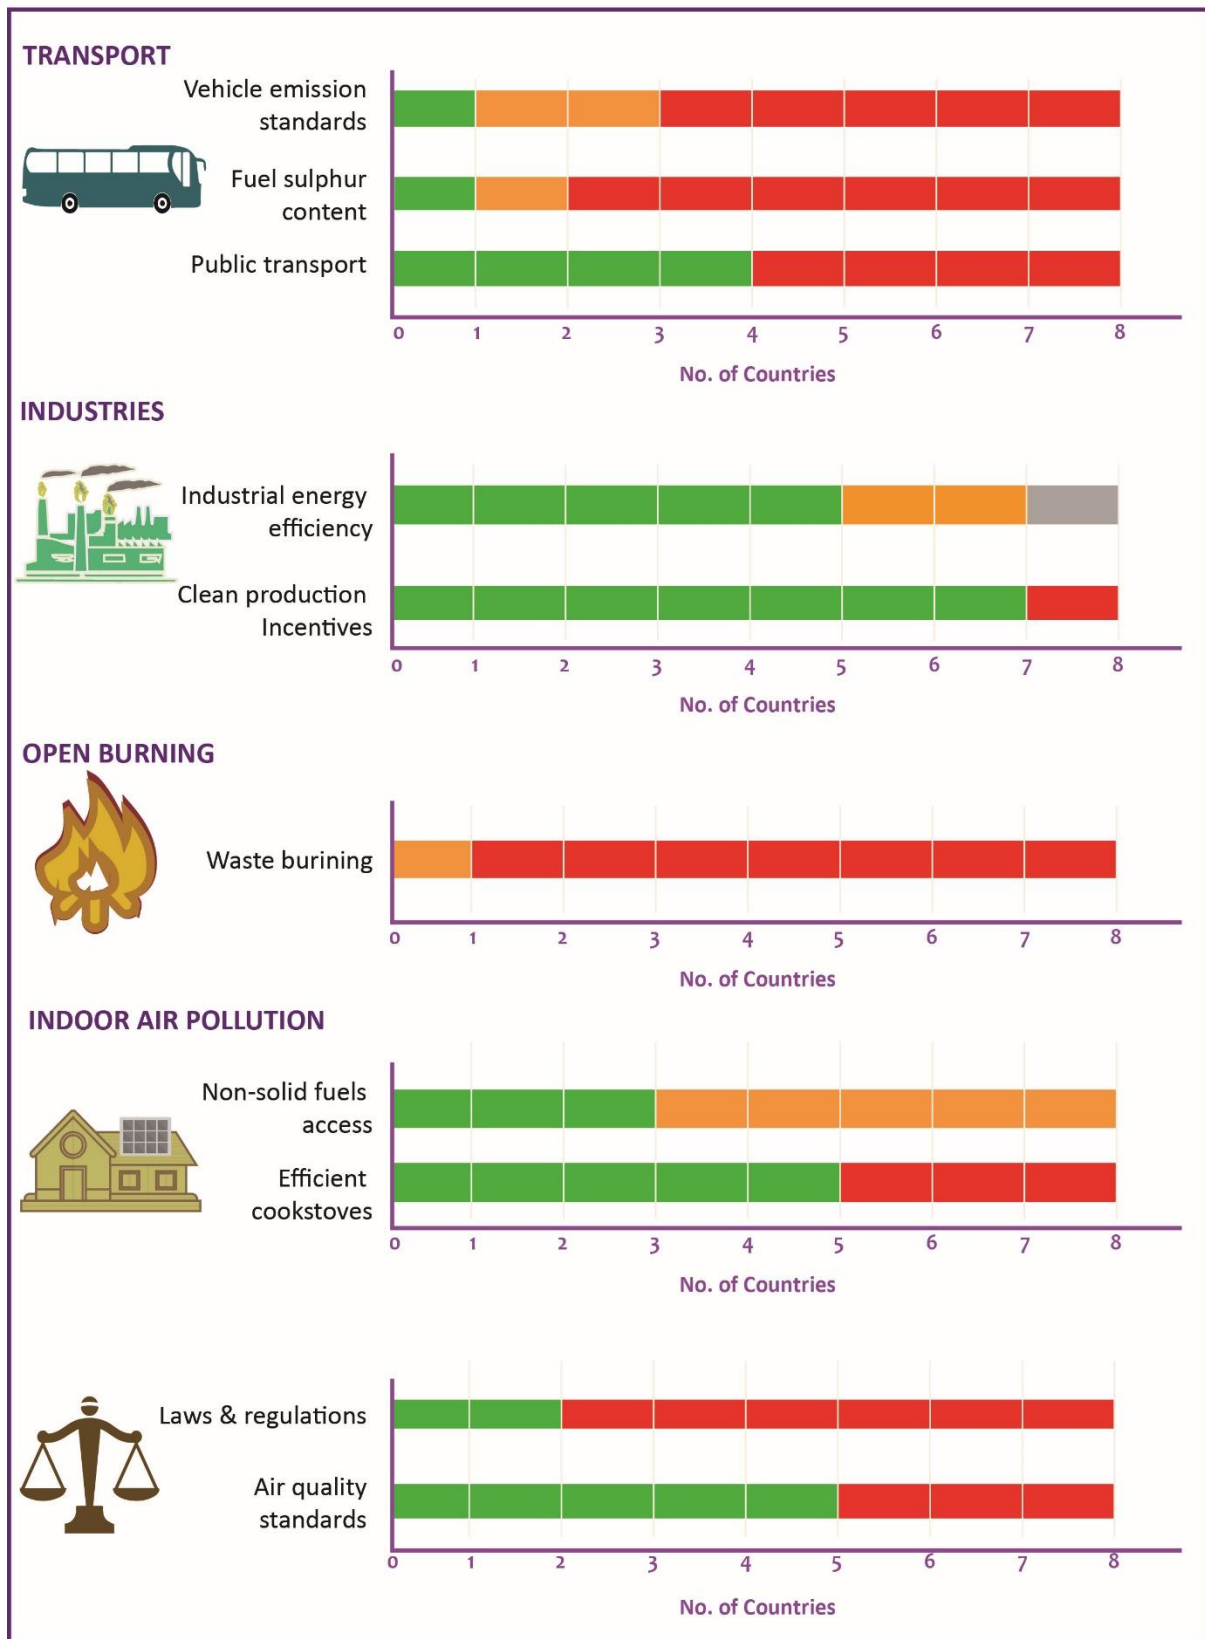 TRANSPORT
Vehicle emission
standards
Fuel sulphur
content
Public transport
0 1 2 3 4 5 6 7 8
No. of Countries
INDUSTRIES
Industrial energy
efficiency
Clean production
Incentives
0 1 2 3 4 5 6 7 8
No. of Countries
OPEN BURNING
Waste burining
0 1 2 3 4 5 6 7 8
No. of Countries
INDOOR AIR POLLUTION
Non-solid fuels
access
Efficient
cookstoves
0 1 2 3 4 5 6 7 8
No. of Countries
Laws & regulations
Air quality
standards
0 1 2 3 4 5 6 7 8
No. of Countries